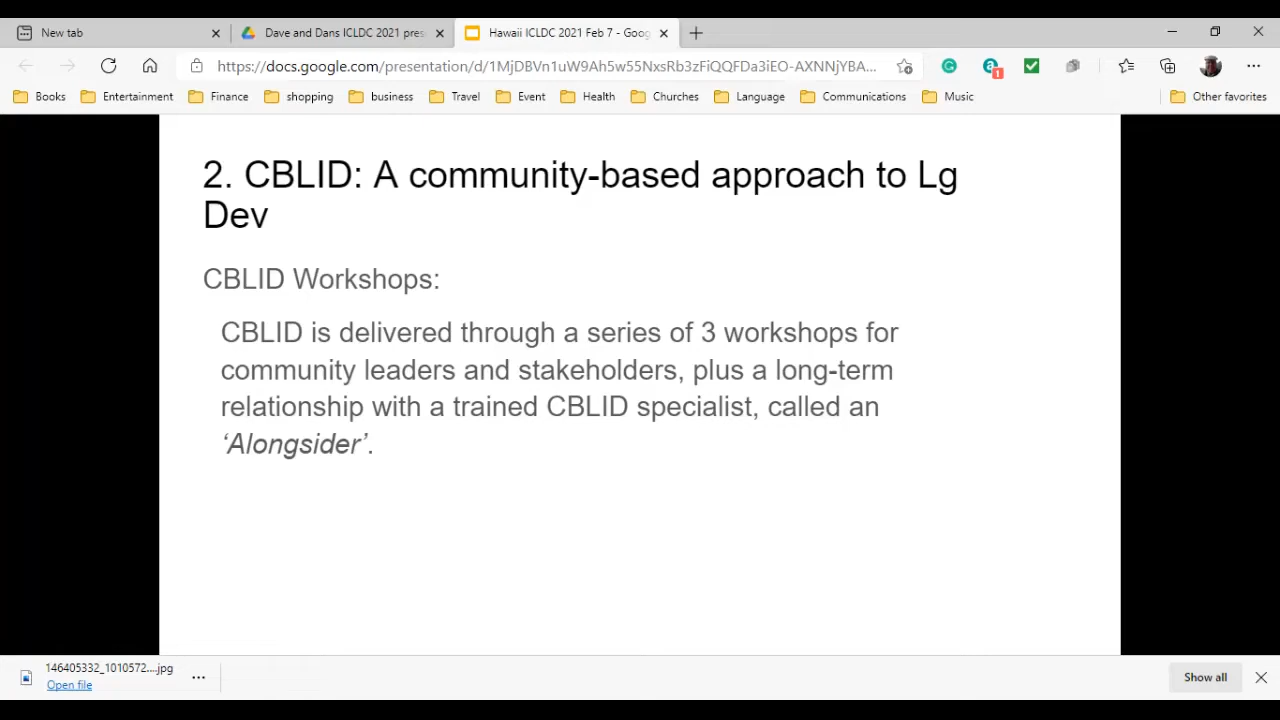 New tab
Dave and Dans ICLDC 2021 pres
Hawaii ICLDC 2021 Feb 7 - Goog
https://docs.google.com/presentation/d/1MjDBVn1uW9Ah5w55NxsRb3zFiQQFDa3iEO-AXNNjYBA...
1
Books
Entertainment
Finance
shopping
business
Travel
Event
Health
Churches
Language
Communications
Music
Other favorites
2. CBLID: A community-based approach to Lg
Dev
CBLID Workshops:
CBLID is delivered through a series of 3 workshops for
community leaders and stakeholders, plus a long-term
relationship with a trained CBLID specialist, called an
‘Alongsider’.
146405332_1010572....jpg
Open file
Show all